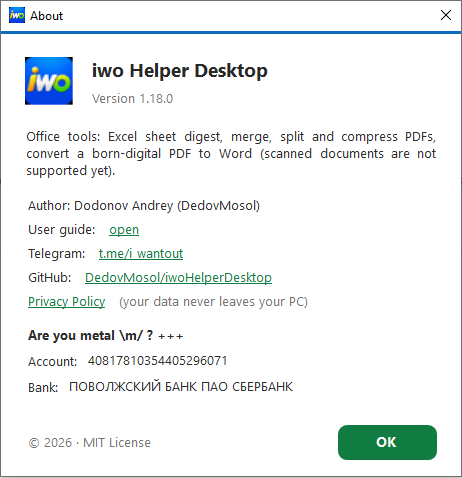 About
iwo
iwo Helper Desktop
Version 1.18.0
Office tools: Excel sheet digest, merge, split and compress PDFs,
convert a born-digital PDF to Word (scanned documents are not
supported yet).
Author: Dodonov Andrey (DedovMosol)
User guide: open
Telegram: t.me/i wantout
GitHub: DedovMosol/iwoHelperDesktop
Privacy Policy (your data never leaves your PC)
Are you metal \m/ ? +++
Account: 40817810354405296071
Bank: ПОВОЛЖСКИЙ БАНК ПАО СБЕРБАНК
© 2026 · MIT License
OK